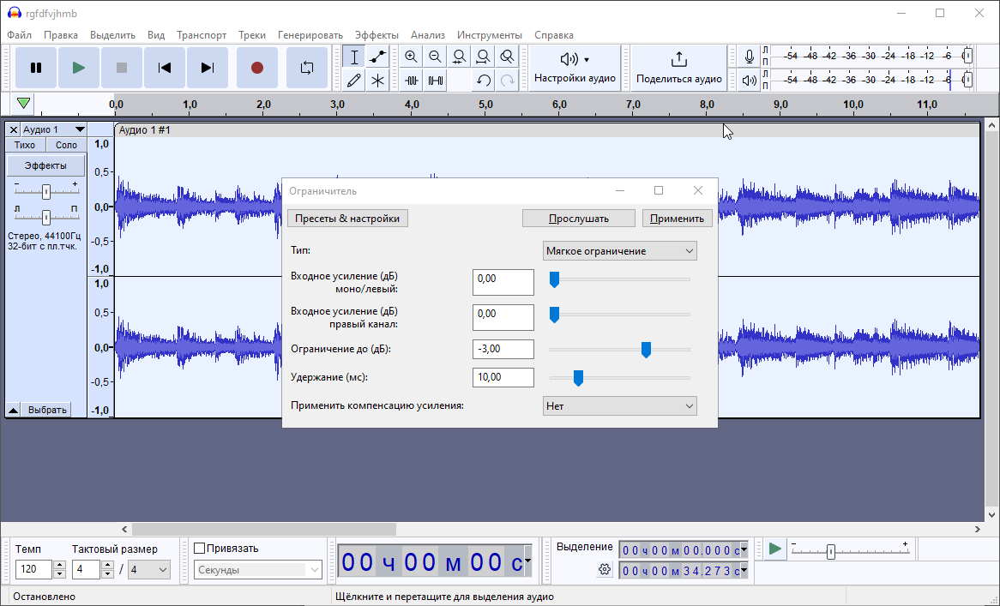 rgfdfvjhmb
Файл Правка Выделить Вид Транспорт Треки Генерировать Эффекты Анализ Инструменты Справка
Настройки аудио
Поделиться аудио
Л
П
-54 -48 -42 -36 -30 -24 -18 -12 -6 0
Л
П
-54 -48 -42 -36 -30 -24 -18 -12 -6 0
0,0 1,0 2,0 3,0 4,0 5,0 6,0 7,0 8,0 9,0 10,0 11,0
Аудио 1
Аудио 1 #1
Тихо Соло
Эффекты
- +
Л П
Стерео, 44100Гц
32-бит с пл.тчк.
Выбрать
1,0
0,5
0,0
-0,5
-1,0
1,0
0,5
0,0
-0,5
-1,0
Ограничитель
Пресеты & настройки
Прослушать
Применить
Тип:
Мягкое ограничение
Входное усиление (дБ)
моно/левый:
0,00
Входное усиление (дБ)
правый канал:
0,00
Ограничение до (дБ):
-3,00
Удержание (мс):
10,00
Применить компенсацию усиления:
Нет
Темп
120
Тактовый размер
4 / 4
Привязать
Секунды
00 ч 00 м 00 с
Выделение
00 ч 00 м 00.000 с
00 ч 00 м 34.273 с
- +
Остановлено
Щёлкните и перетащите для выделения аудио